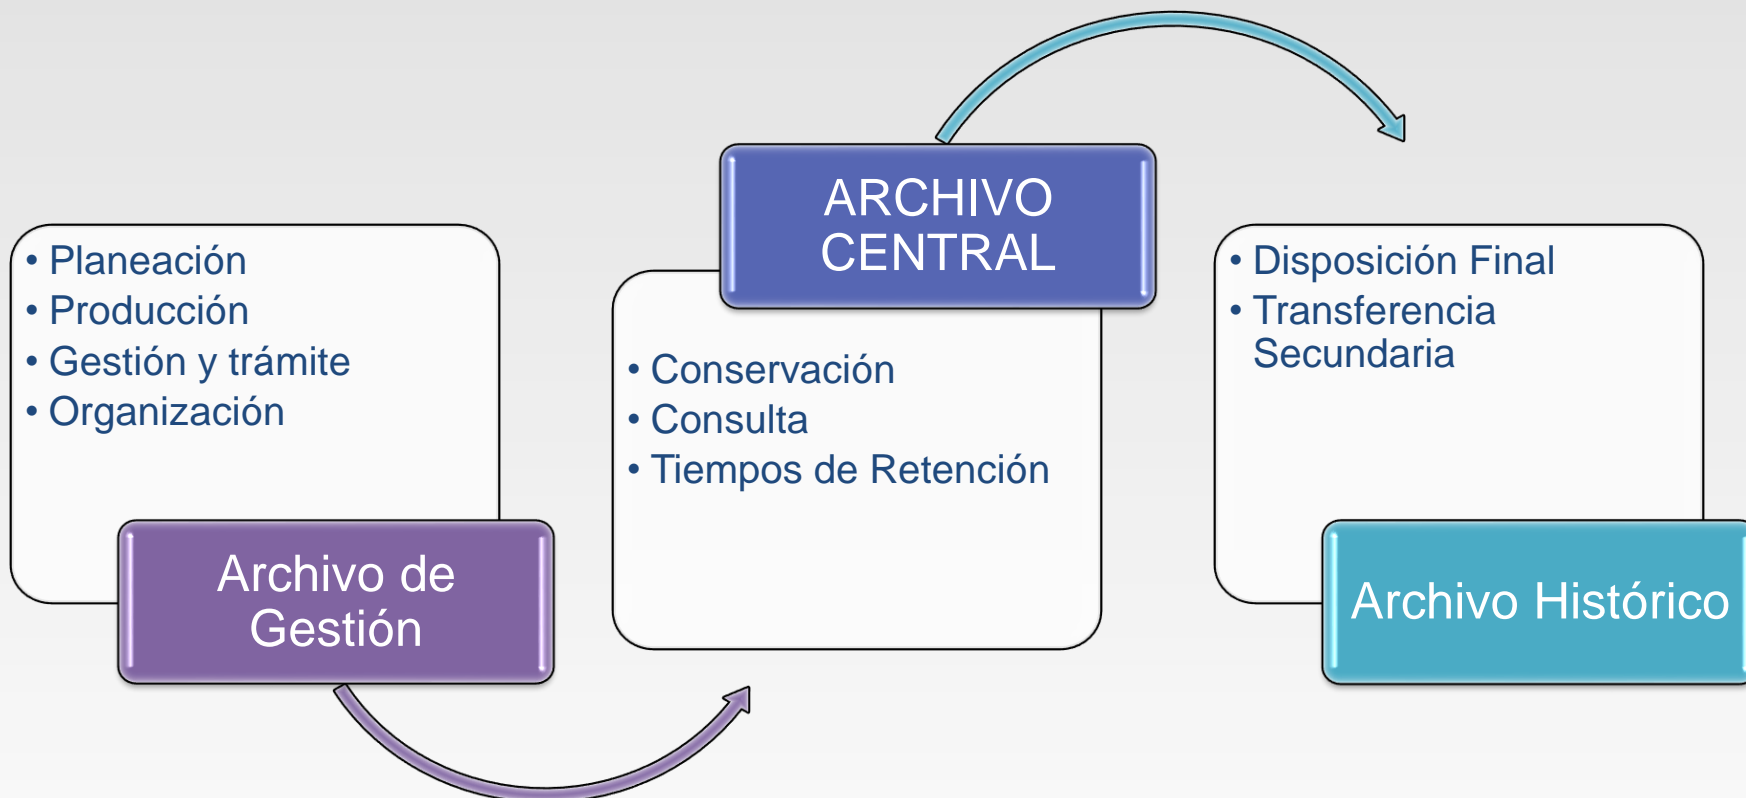 • Planeación
• Producción
• Gestión y trámite
• Organización
Archivo de
Gestión
ARCHIVO
CENTRAL
• Conservación
• Consulta
• Tiempos de Retención
• Disposición Final
• Transferencia
Secundaria
Archivo Histórico